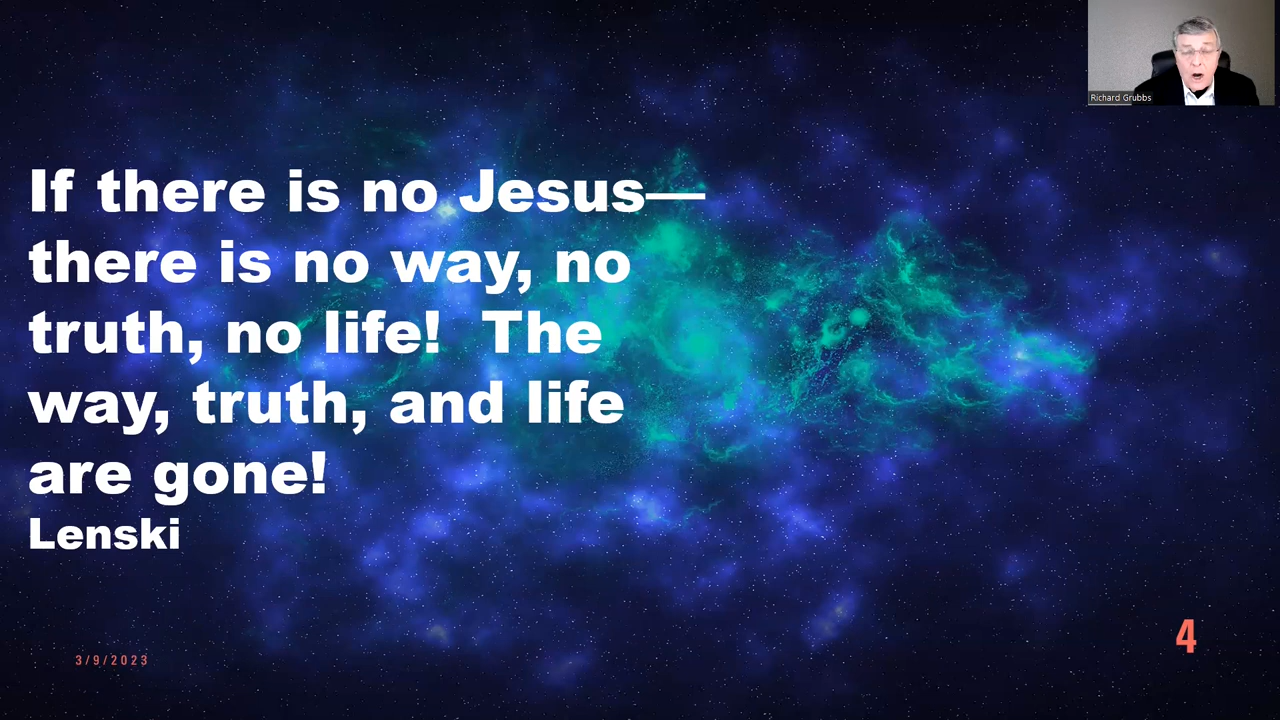 Richard Grubbs
If there is no Jesus—
there is no way, no
truth, no life!  The
way, truth, and life
are gone!
Lenski
3/9/2023
4